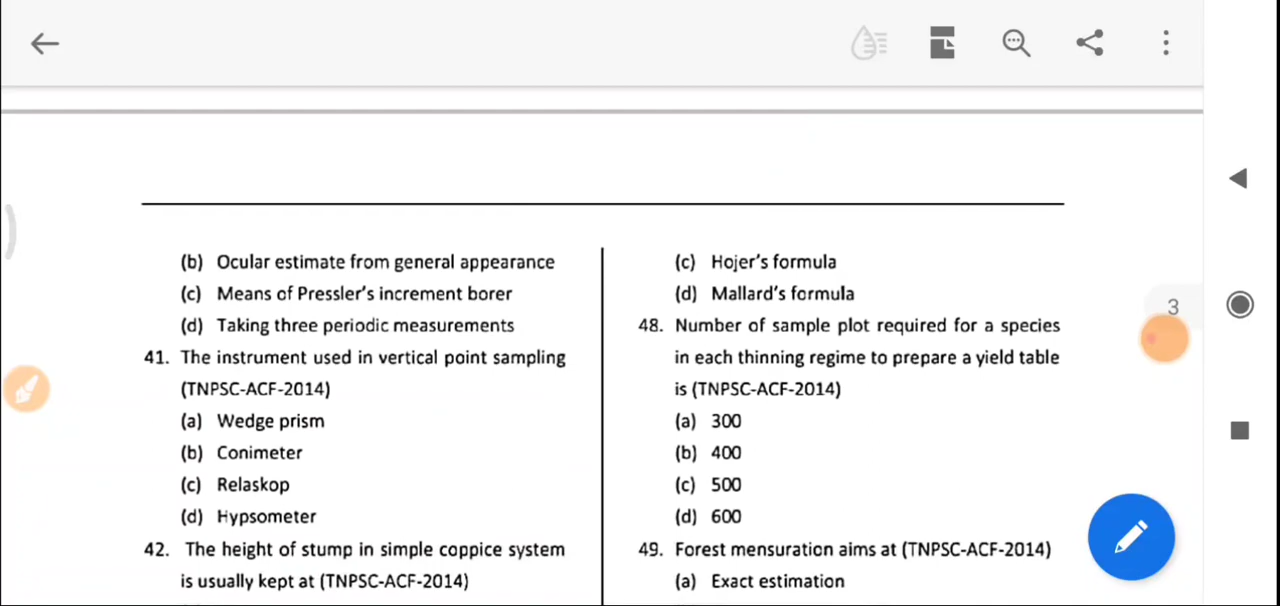 3
(b) Ocular estimate from general appearance
(c) Means of Pressler's increment borer
(d) Taking three periodic measurements
41. The instrument used in vertical point sampling
(TNPSC-ACF-2014)
(a) Wedge prism
(b) Conimeter
(c) Relaskop
(d) Hypsometer
42. The height of stump in simple coppice system
is usually kept at (TNPSC-ACF-2014)
(c) Hojer's formula
(d) Mallard's formula
48. Number of sample plot required for a species
in each thinning regime to prepare a yield table
is (TNPSC-ACF-2014)
(a) 300
(b) 400
(c) 500
(d) 600
49. Forest mensuration aims at (TNPSC-ACF-2014)
(a) Exact estimation